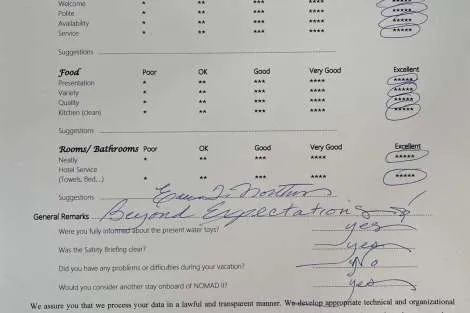 Welcome * ** *** **** *****
Polite * ** *** **** *****
Availability * ** *** **** *****
Service * ** *** **** *****
Suggestions
Food Poor OK Good Very Good Excellent
Presentation * ** *** **** *****
Variety * ** *** **** *****
Quality * ** *** **** *****
Kitchen (clean) * ** *** **** *****
Suggestions
Rooms/ Bathrooms Poor OK Good Very Good Excellent
Neatly * ** *** **** *****
Hotel Service
(Towels, Bed...) * ** *** **** *****
Suggestions
General Remarks Beyond Expectations!
Were you fully informed about the present water toys? yes
Was the Safety Briefing clear? yes
Did you have any problems or difficulties during your vacation? No
Would you consider another stay onboard of NOMAD II? yes
We assure you that we process your data in a lawful and transparent manner. We develop appropriate technical and organizational